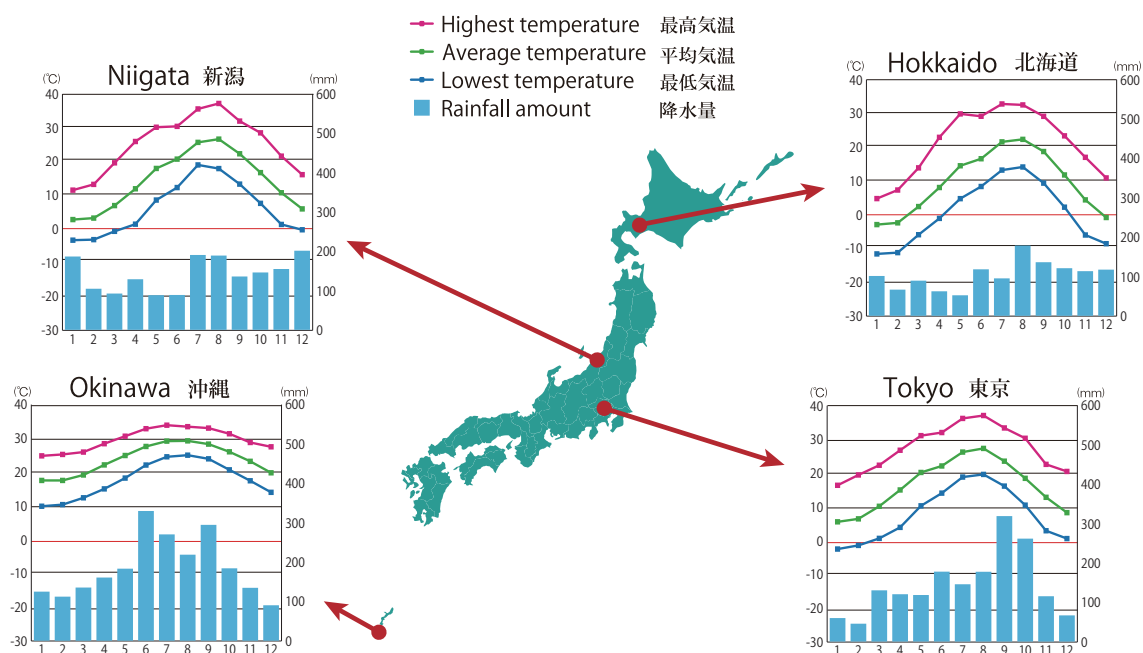 Highest temperature 最高気温
Average temperature 平均気温
Lowest temperature 最低気温
Rainfall amount 降水量
(℃) Niigata 新潟 (mm)
40 600
30 500
20 400
10 300
0 200
-10 100
-20 0
-30
1 2 3 4 5 6 7 8 9 10 11 12
(℃) Hokkaido 北海道 (mm)
40 600
30 500
20 400
10 300
0 200
-10 100
-20 0
-30
1 2 3 4 5 6 7 8 9 10 11 12
(℃) Okinawa 沖縄 (mm)
40 600
30 500
20 400
10 300
0 200
-10 100
-20 0
-30
1 2 3 4 5 6 7 8 9 10 11 12
(℃) Tokyo 東京 (mm)
40 600
30 500
20 400
10 300
0 200
-10 100
-20 0
-30
1 2 3 4 5 6 7 8 9 10 11 12